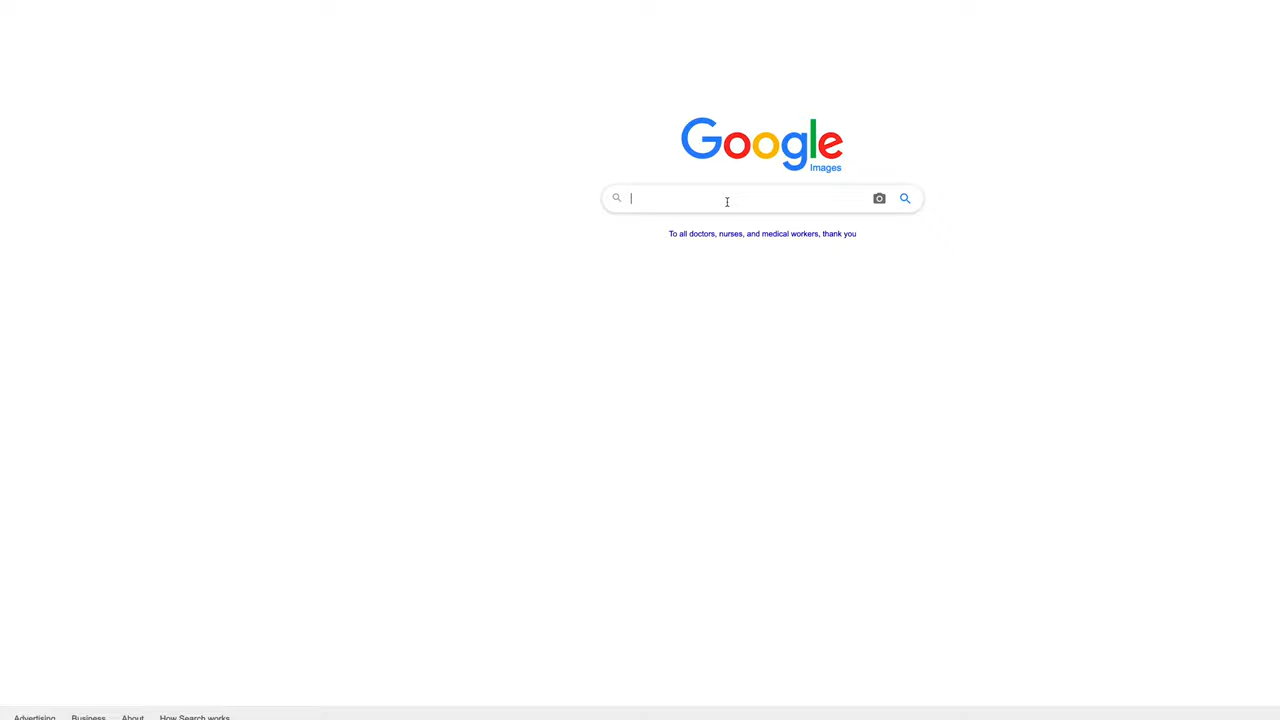 Google
Images
To all doctors, nurses, and medical workers, thank you
Advertising Business About How Search works